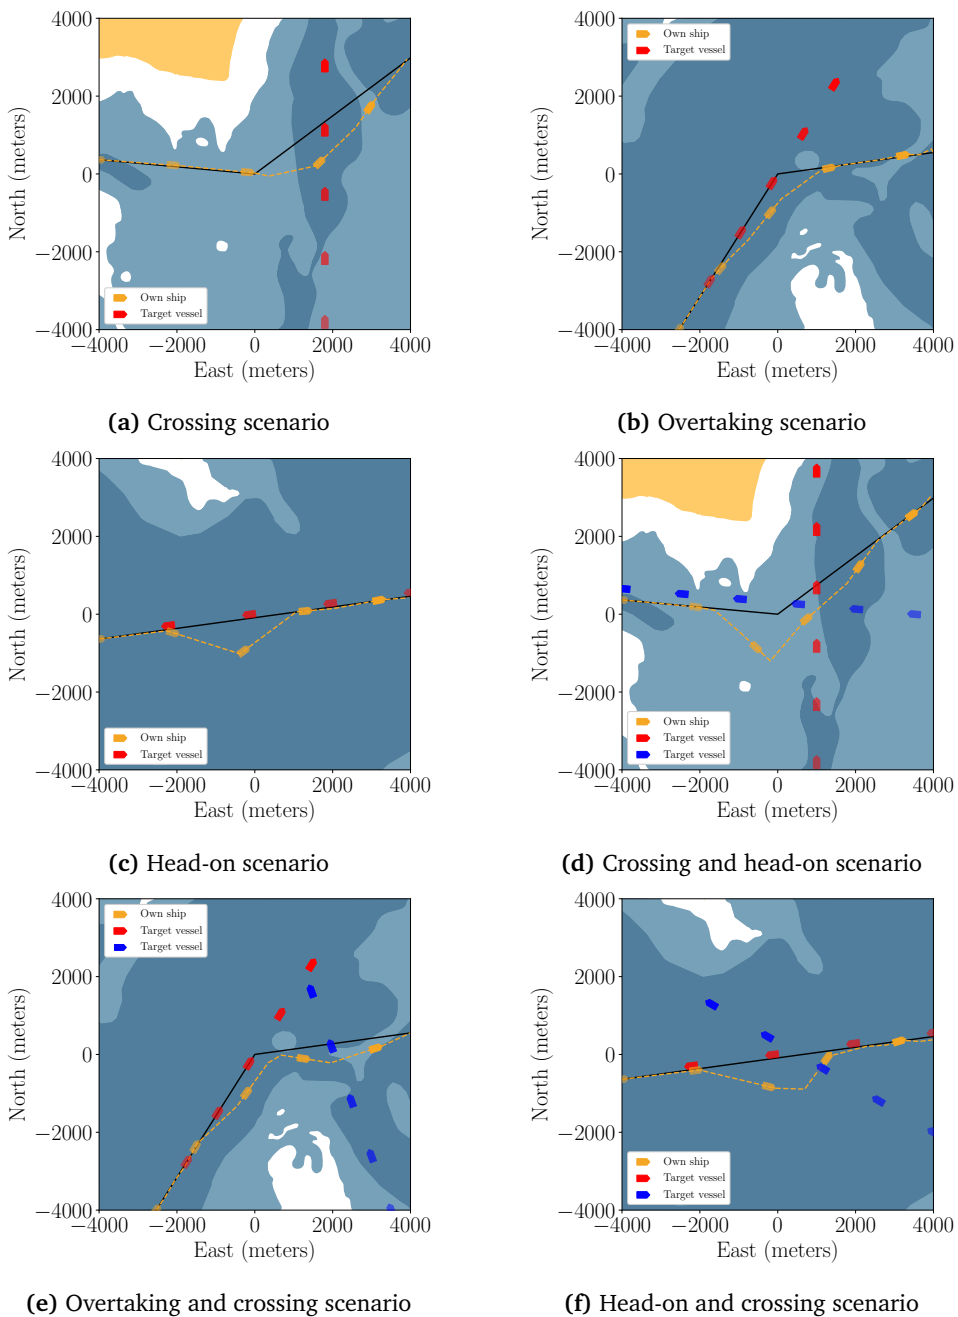 4000
2000
0
−2000
−4000
North (meters)
Own ship
Target vessel
−4000 −2000 0 2000 4000
East (meters)
(a) Crossing scenario
4000
2000
0
−2000
−4000
North (meters)
Own ship
Target vessel
−4000 −2000 0 2000 4000
East (meters)
(b) Overtaking scenario
4000
2000
0
−2000
−4000
North (meters)
Own ship
Target vessel
−4000 −2000 0 2000 4000
East (meters)
(c) Head-on scenario
4000
2000
0
−2000
−4000
North (meters)
Own ship
Target vessel
Target vessel
−4000 −2000 0 2000 4000
East (meters)
(d) Crossing and head-on scenario
4000
2000
0
−2000
−4000
North (meters)
Own ship
Target vessel
Target vessel
−4000 −2000 0 2000 4000
East (meters)
(e) Overtaking and crossing scenario
4000
2000
0
−2000
−4000
North (meters)
Own ship
Target vessel
Target vessel
−4000 −2000 0 2000 4000
East (meters)
(f) Head-on and crossing scenario